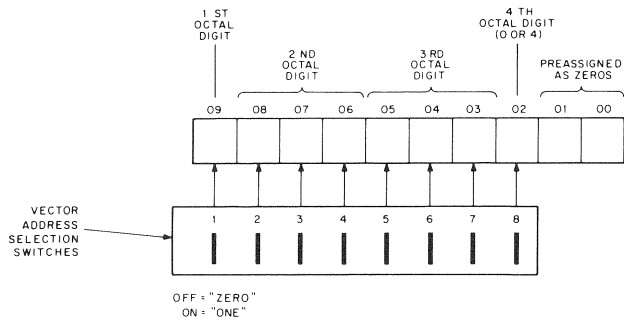 1 ST
OCTAL
DIGIT
2 ND
OCTAL
DIGIT
3 RD
OCTAL
DIGIT
4 TH
OCTAL DIGIT
(0 OR 4)
PREASSIGNED
AS ZEROS
09 08 07 06 05 04 03 02 01 00
VECTOR
ADDRESS
SELECTION
SWITCHES
1 2 3 4 5 6 7 8
OFF = "ZERO"
ON = "ONE"